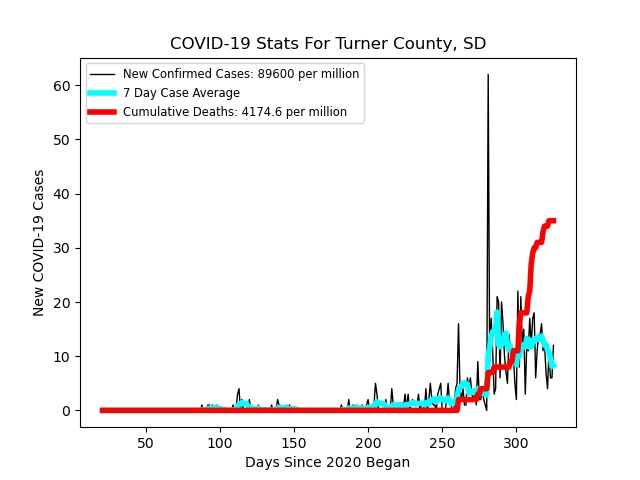 COVID-19 Stats For Turner County, SD
New Confirmed Cases: 89600 per million
7 Day Case Average
Cumulative Deaths: 4174.6 per million
New COVID-19 Cases
60
50
40
30
20
10
0
50 100 150 200 250 300
Days Since 2020 Began